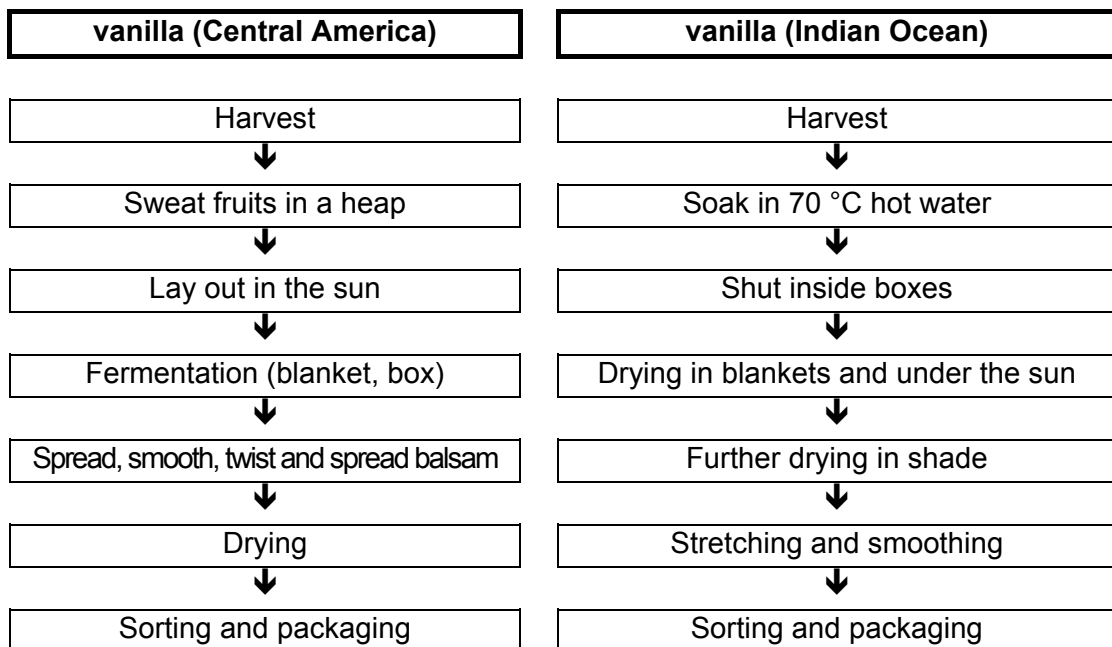 vanilla (Central America)
Harvest
Sweat fruits in a heap
Lay out in the sun
Fermentation (blanket, box)
Spread, smooth, twist and spread balsam
Drying
Sorting and packaging
vanilla (Indian Ocean)
Harvest
Soak in 70 °C hot water
Shut inside boxes
Drying in blankets and under the sun
Further drying in shade
Stretching and smoothing
Sorting and packaging